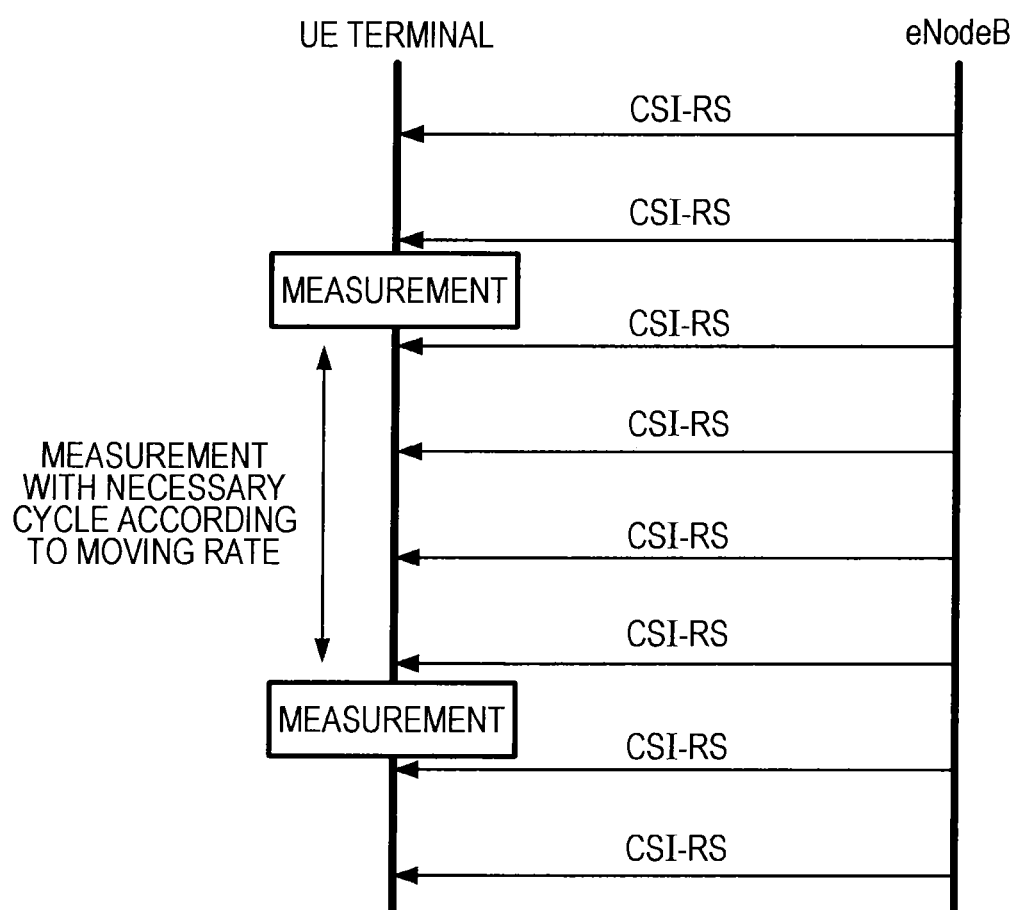 UE TERMINAL
eNodeB
CSI-RS
CSI-RS
MEASUREMENT
CSI-RS
CSI-RS
MEASUREMENT
WITH NECESSARY
CYCLE ACCORDING
TO MOVING RATE
CSI-RS
CSI-RS
MEASUREMENT
CSI-RS
CSI-RS